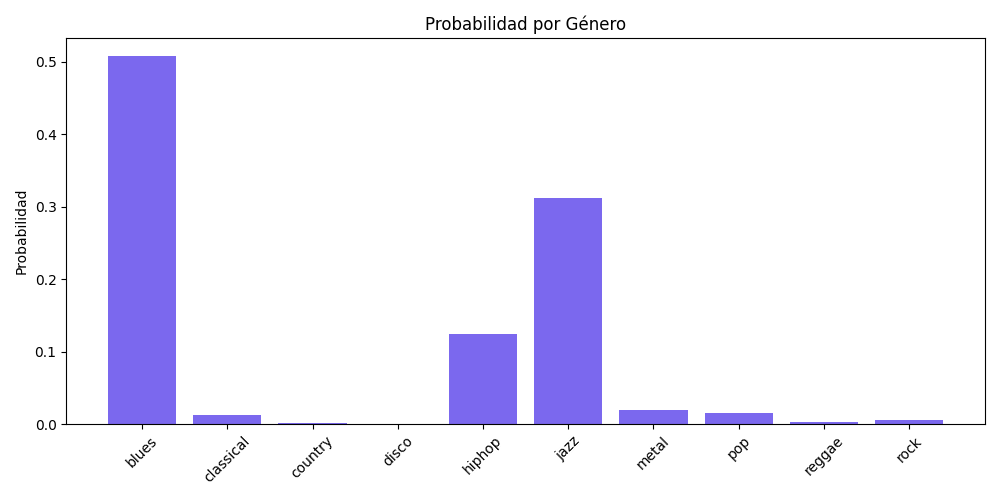 Probabilidad por Género
Probabilidad
0.5
0.4
0.3
0.2
0.1
0.0
blues
classical
country
disco
hiphop
jazz
metal
pop
reggae
rock